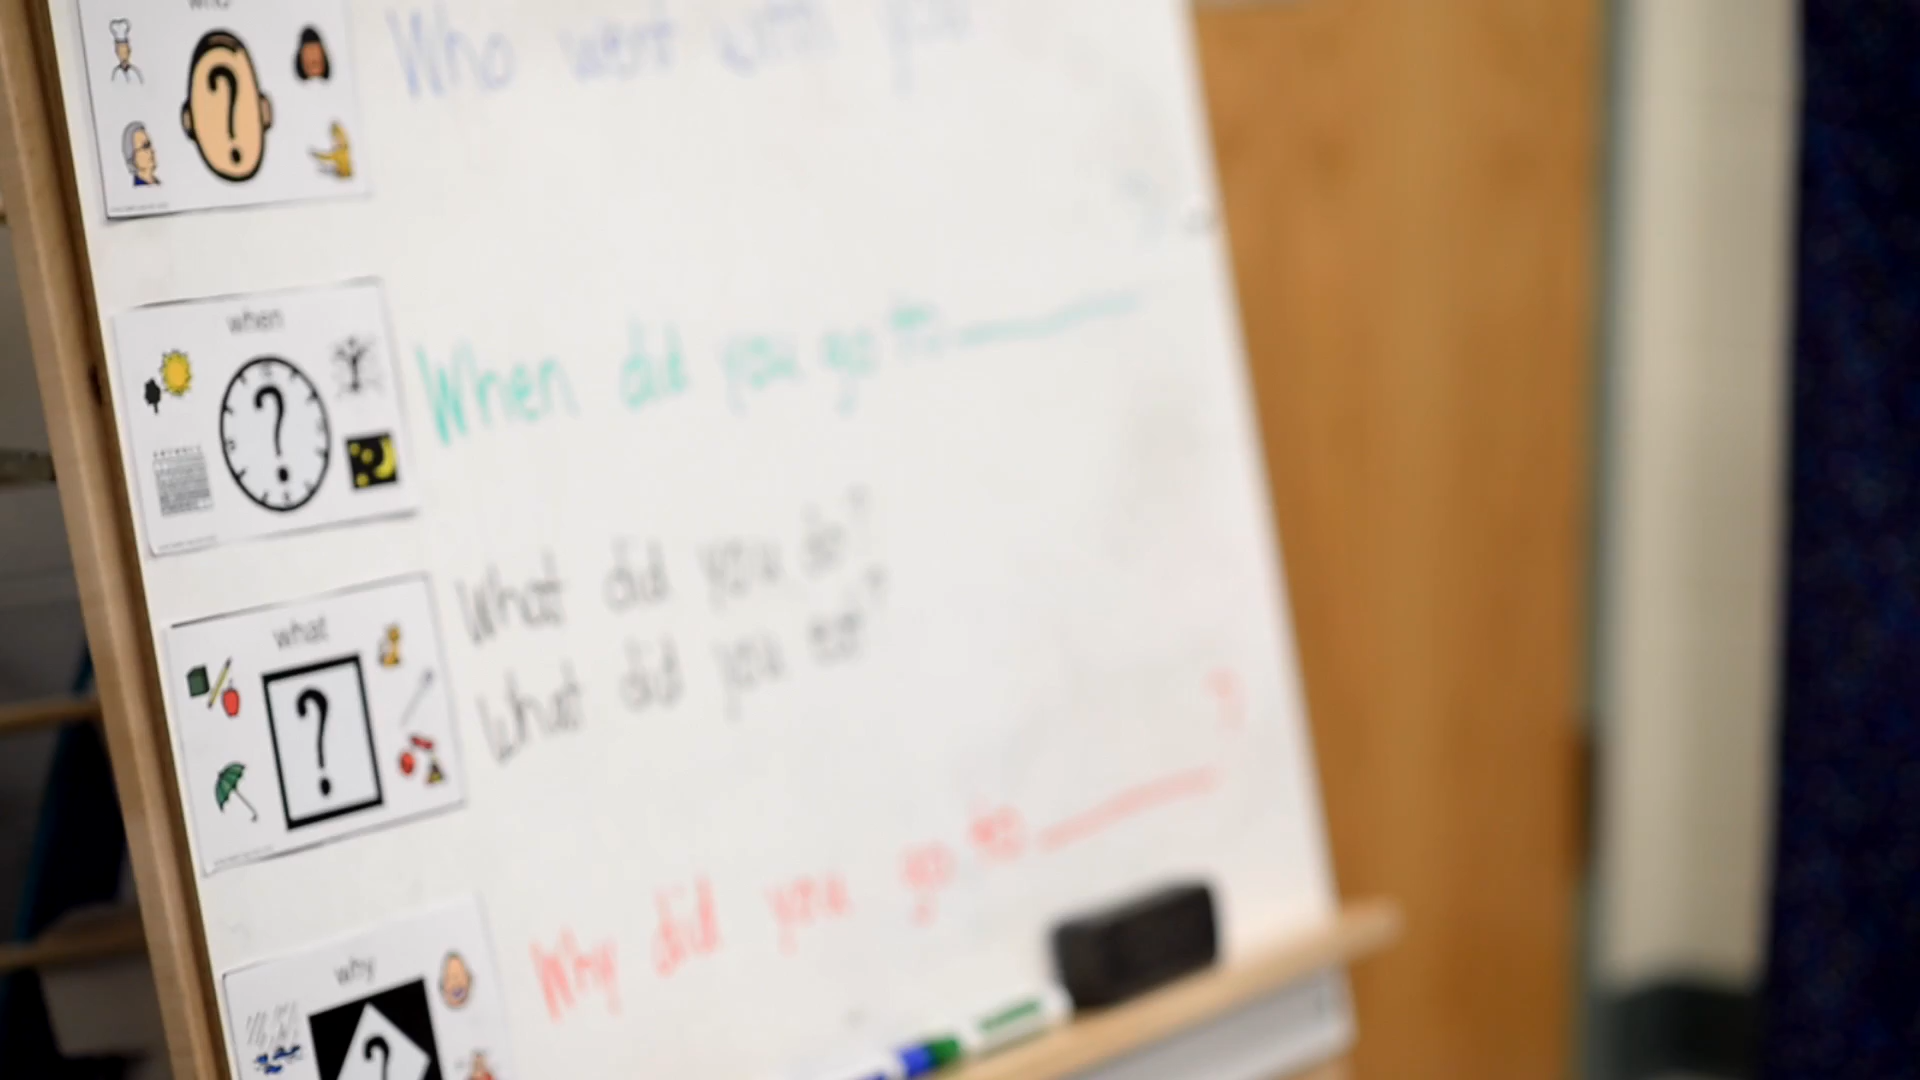 who
Who went with you
when
When did you go to
what
What did you do?
What did you eat?
why
Why did you go to ?